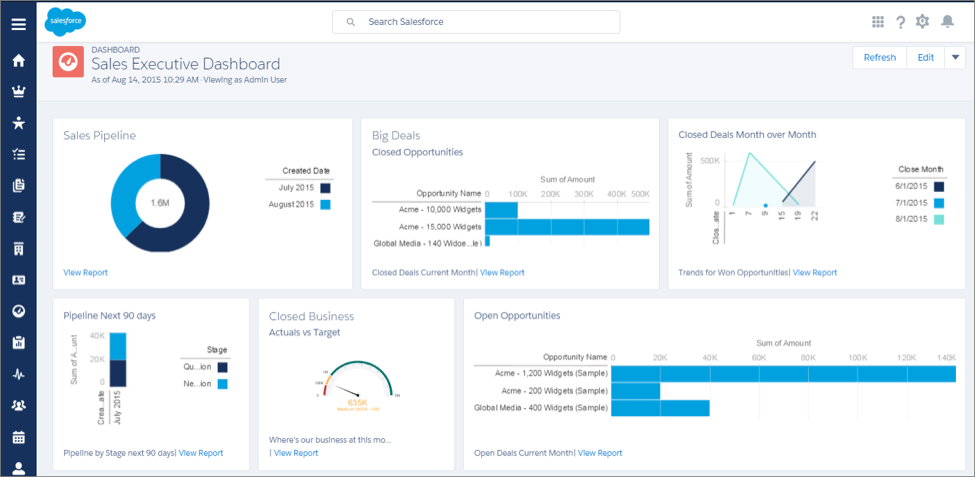 salesforce
Search Salesforce
?
DASHBOARD
Sales Executive Dashboard
As of Aug 14, 2015 10:29 AM·Viewing as Admin User
Refresh
Edit
Sales Pipeline
Created Date
July 2015
August 2015
1.6M
View Report
Big Deals
Closed Opportunities
Sum of Amount
Opportunity Name
0 100K 200K 300K 400K 500K
Acme - 10,000 Widgets
Acme - 15,000 Widgets
Global Media - 140 Widge...le)
Closed Deals Current Month| View Report
Closed Deals Month over Month
Sum of Amount
500K
0
1 7 9 15 19 22
Clos...ate
Close Month
6/1/2015
7/1/2015
8/1/2015
Trends for Won Opportunities| View Report
Pipeline Next 90 days
Sum of A...unt
40K
20K
0
Crea...ate
July 2015
Stage
Qu...ion
Ne...ion
Pipeline by Stage next 90 days| View Report
Closed Business
Actuals vs Target
635K
Where's our business at this mo...
| View Report
Open Opportunities
Sum of Amount
Opportunity Name
0 20K 40K 60K 80K 100K 120K 140K
Acme - 1,200 Widgets (Sample)
Acme - 200 Widgets (Sample)
Global Media - 400 Widgets (Sample)
Open Deals Current Month| View Report